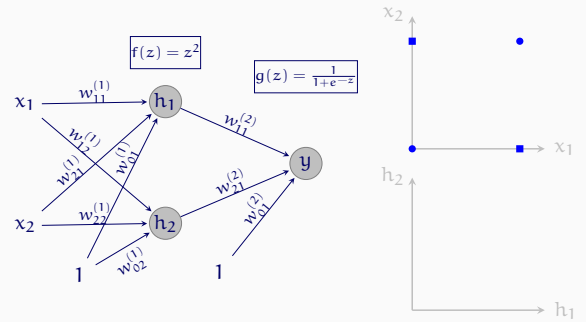 f(z) = z²
g(z) = 1/(1+e⁻ᶻ)
x₁
x₂
1
h₁
h₂
1
y
w₁₁⁽¹⁾
w₁₂⁽¹⁾
w₂₁⁽¹⁾
w₀₁⁽¹⁾
w₂₂⁽¹⁾
w₀₂⁽¹⁾
w₁₁⁽²⁾
w₂₁⁽²⁾
w₀₁⁽²⁾
x₂
x₁
h₂
h₁